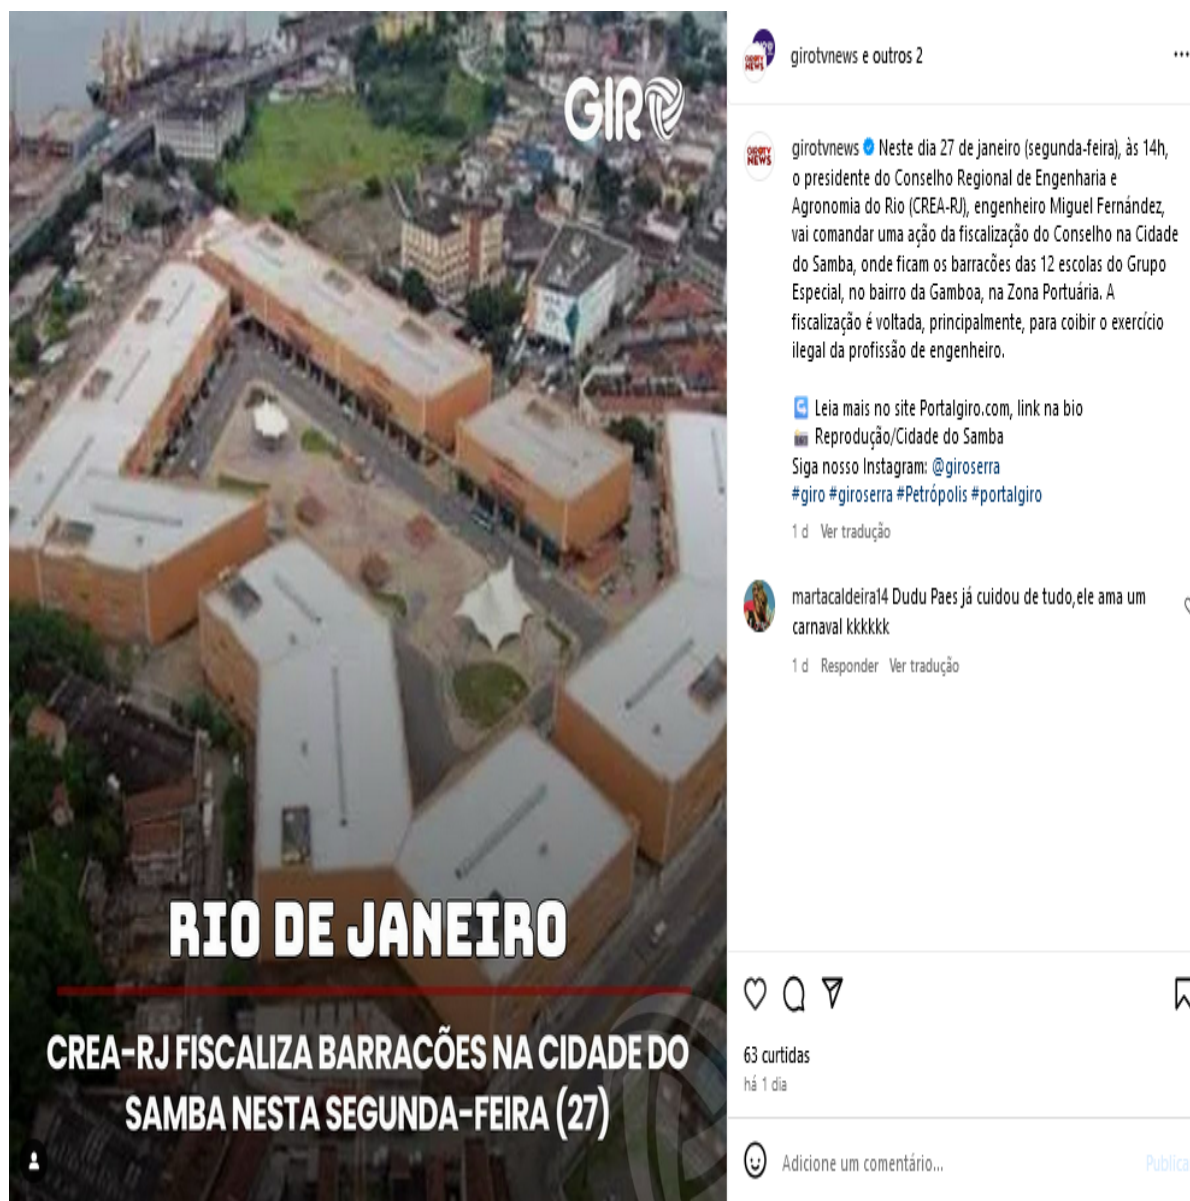 GIRO
RIO DE JANEIRO
CREA-RJ FISCALIZA BARRACÕES NA CIDADE DO
SAMBA NESTA SEGUNDA-FEIRA (27)
girotvnews e outros 2
girotvnews Neste dia 27 de janeiro (segunda-feira), às 14h,
o presidente do Conselho Regional de Engenharia e
Agronomia do Rio (CREA-RJ), engenheiro Miguel Fernández,
vai comandar uma ação da fiscalização do Conselho na Cidade
do Samba, onde ficam os barracões das 12 escolas do Grupo
Especial, no bairro da Gamboa, na Zona Portuária. A
fiscalização é voltada, principalmente, para coibir o exercício
ilegal da profissão de engenheiro.
Leia mais no site Portalgiro.com, link na bio
Reprodução/Cidade do Samba
Siga nosso Instagram: @giroserra
#giro #giroserra #Petrópolis #portalgiro
1 d Ver tradução
martacaldeira14 Dudu Paes já cuidou de tudo,ele ama um
carnaval kkkkkk
1 d Responder Ver tradução
63 curtidas
há 1 dia
Adicione um comentário... Publica